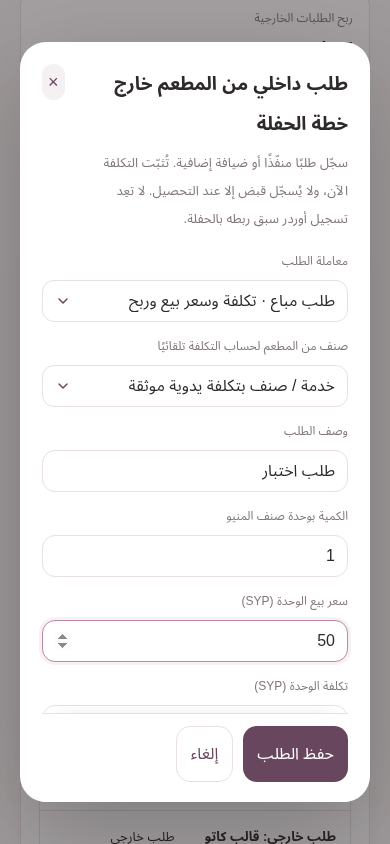 ربح الطلبات الخارجية
طلب داخلي من المطعم خارج
خطة الحفلة
×
سجّل طلبًا منفّذًا أو ضيافة إضافية. تُثبّت التكلفة
الآن، ولا يُسجّل قبض إلا عند التحصيل. لا تعِد
تسجيل أوردر سبق ربطه بالحفلة.
معاملة الطلب
طلب مباع · تكلفة وسعر بيع وربح
صنف من المطعم لحساب التكلفة تلقائيًا
خدمة / صنف بتكلفة يدوية موثقة
وصف الطلب
طلب اختبار
الكمية بوحدة صنف المنيو
1
سعر بيع الوحدة (SYP)
50
تكلفة الوحدة (SYP)
حفظ الطلب
إلغاء
طلب خارجي: قالب كاتو
طلب خارجي